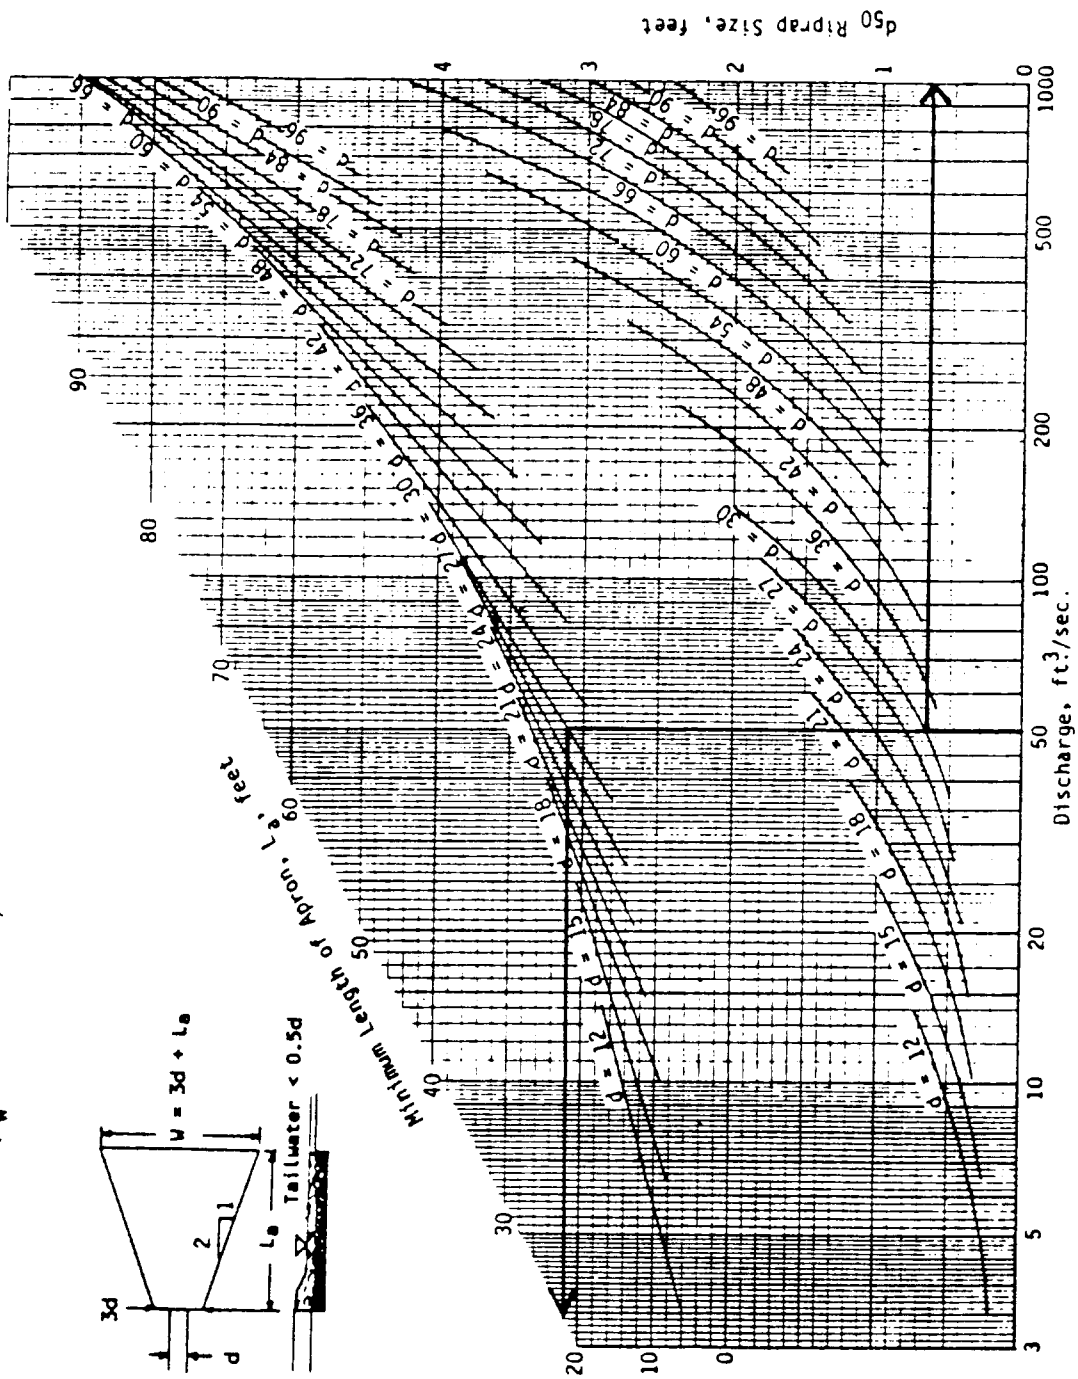 3d
d
W = 3d + La
2
1
La
Tailwater < 0.5d
Minimum Length of Apron, La, feet
90
80
70
60
50
40
30
20
10
0
d = 12
d = 15
d = 18
d = 21
d = 24
d = 27
d = 30
d = 36
d = 42
d = 48
d = 54
d = 60
66
d = 72
d = 78
d = 84
d = 90
d = 96
d50 Riprap Size, feet
4
3
2
1
0
d = 12
d = 15
d = 18
d = 21
d = 24
d = 27
d = 30
d = 36
d = 42
d = 48
d = 54
d = 60
d = 66
d = 72
d = 84
d = 90
d = 96
3
5
10
20
50
100
200
500
1000
Discharge, ft.3/sec.